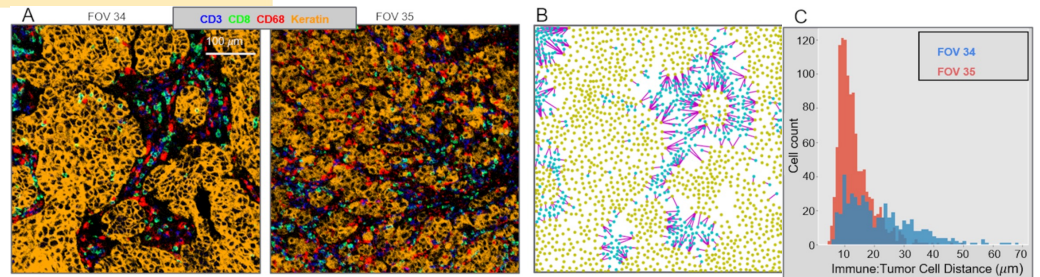 A
FOV 34
CD3 CD8 CD68 Keratin
FOV 35
100 μm
B
C
FOV 34
FOV 35
Cell count
120
100
80
60
40
20
0
10 20 30 40 50 60 70
Immune:Tumor Cell Distance (μm)